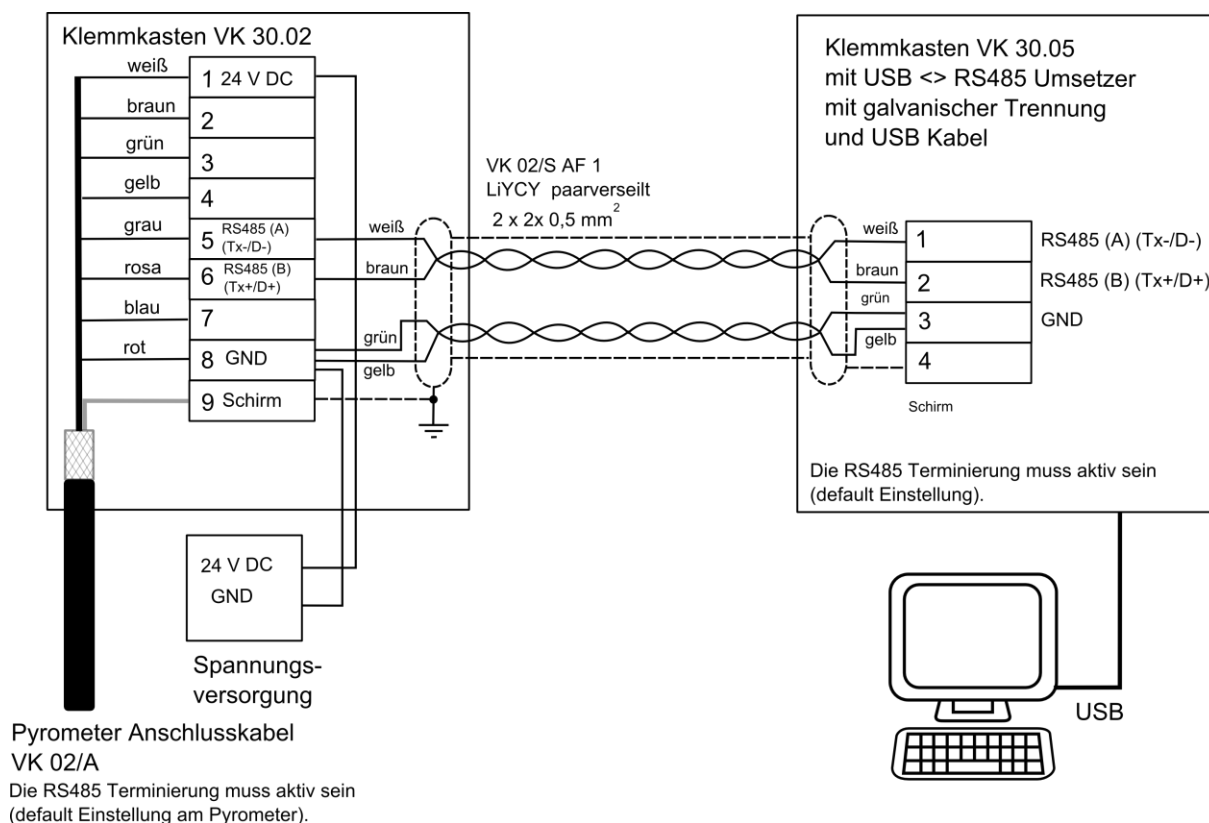 Klemmkasten VK 30.02
weiß
1 24 V DC
braun
2
grün
3
gelb
4
grau
5 RS485 (A)
(Tx-/D-)
rosa
6 RS485 (B)
(Tx+/D+)
blau
7
rot
8 GND
9 Schirm
weiß
braun
grün
gelb
VK 02/S AF 1
LiYCY paarverseilt
2 x 2x 0,5 mm²
Klemmkasten VK 30.05
mit USB <> RS485 Umsetzer
mit galvanischer Trennung
und USB Kabel
weiß
1
RS485 (A) (Tx-/D-)
braun
2
RS485 (B) (Tx+/D+)
grün
3
GND
gelb
4
Schirm
Die RS485 Terminierung muss aktiv sein
(default Einstellung).
24 V DC
GND
Spannungs-
versorgung
USB
Pyrometer Anschlusskabel
VK 02/A
Die RS485 Terminierung muss aktiv sein
(default Einstellung am Pyrometer).